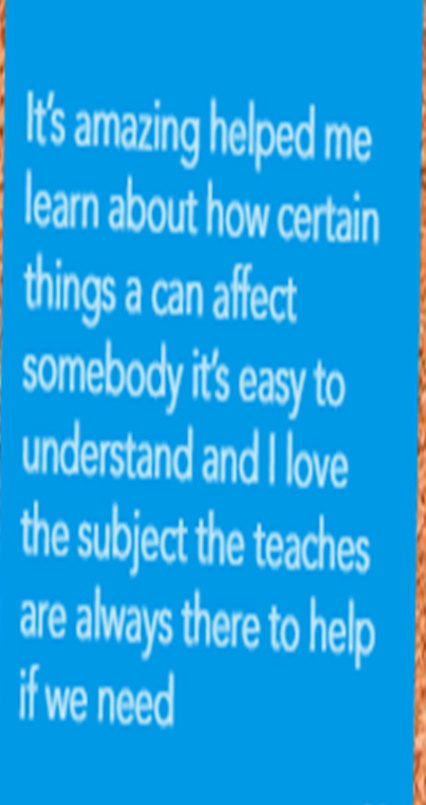 It's amazing helped me
learn about how certain
things a can affect
somebody it's easy to
understand and I love
the subject the teaches
are always there to help
if we need